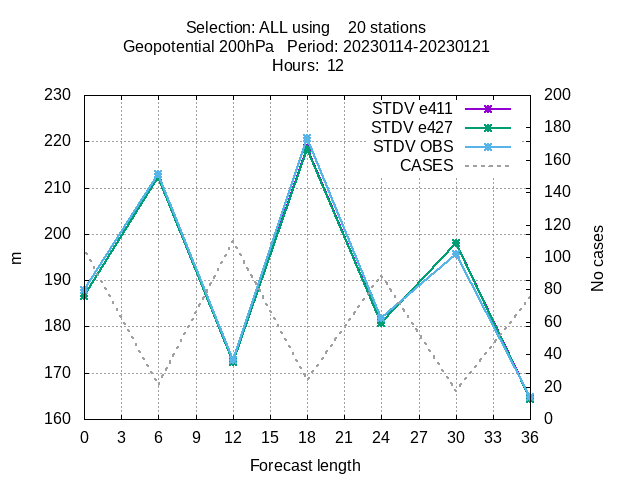 Selection: ALL using    20 stations
Geopotential 200hPa   Period: 20230114-20230121
Hours:  12
STDV e411
STDV e427
STDV OBS
CASES
230
220
210
200
190
180
170
160
m
200
180
160
140
120
100
80
60
40
20
0
No cases
0 3 6 9 12 15 18 21 24 27 30 33 36
Forecast length